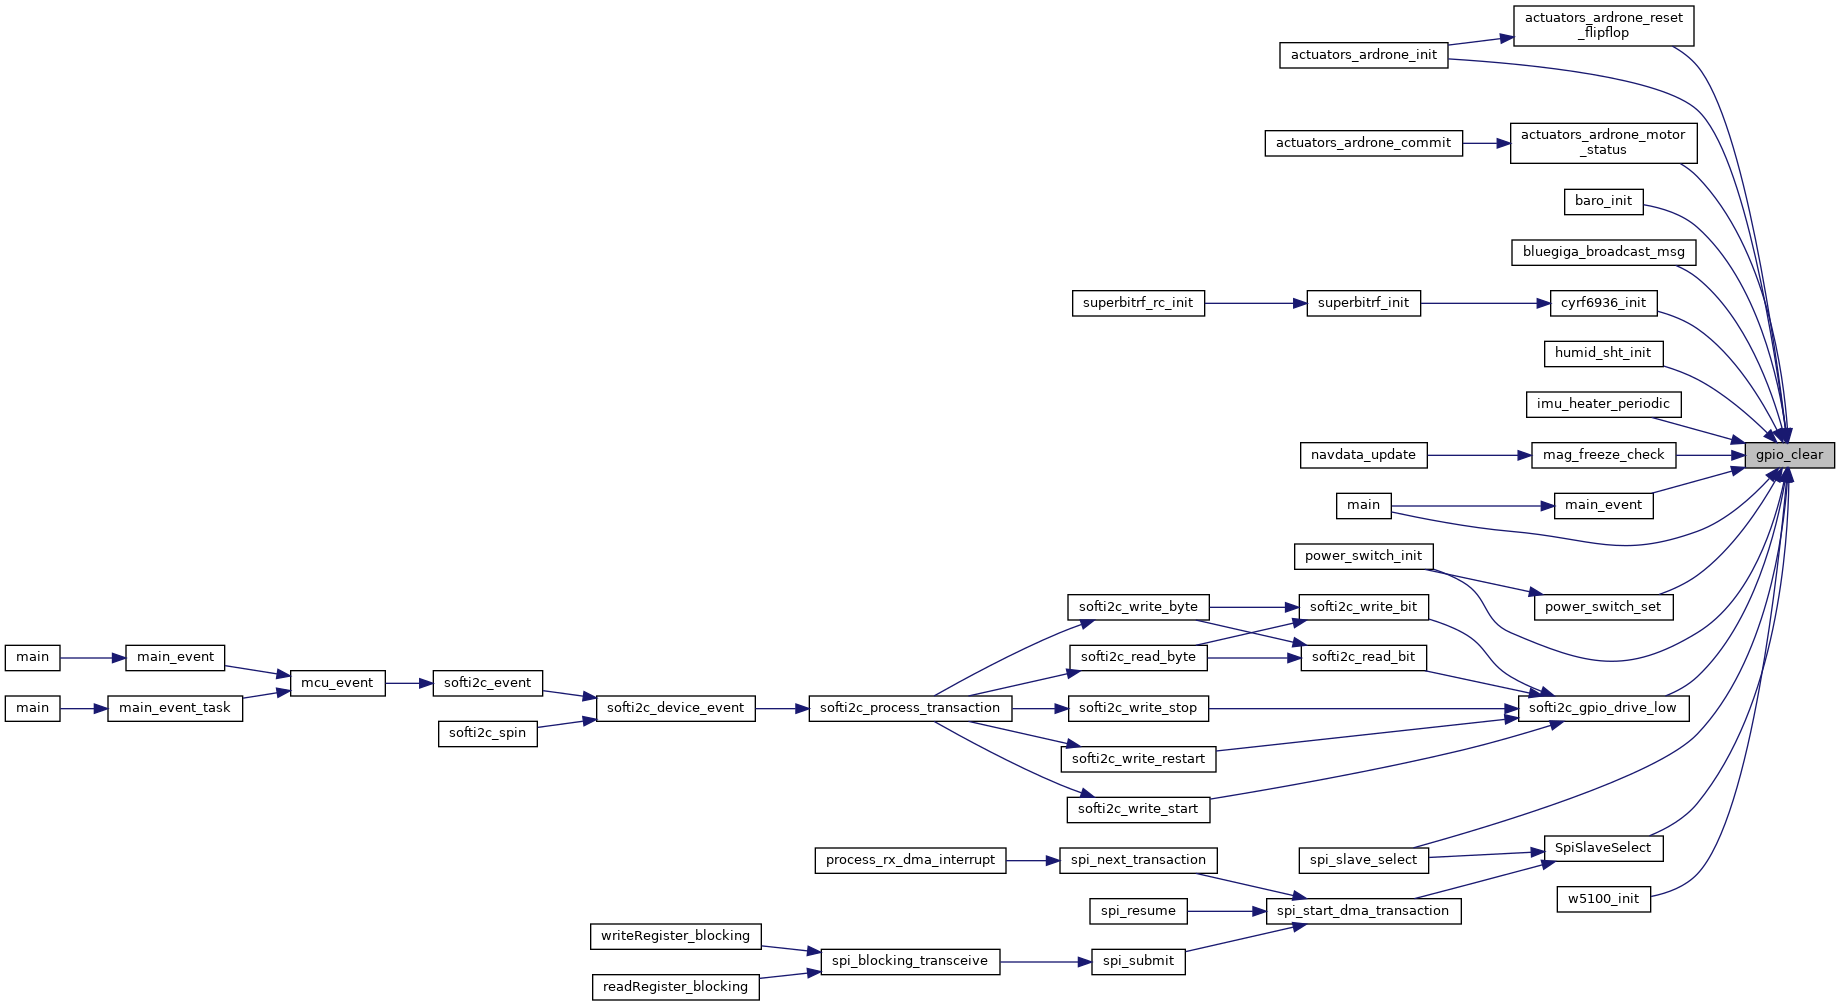 actuators_ardrone_reset
_flipflop
actuators_ardrone_init
actuators_ardrone_motor
_status
actuators_ardrone_commit
baro_init
bluegiga_broadcast_msg
superbitrf_rc_init
superbitrf_init
cyrf6936_init
humid_sht_init
imu_heater_periodic
navdata_update
mag_freeze_check
gpio_clear
main
main_event
power_switch_init
softi2c_write_byte
softi2c_write_bit
power_switch_set
main
main_event
softi2c_read_byte
softi2c_read_bit
mcu_event
softi2c_event
main
main_event_task
softi2c_device_event
softi2c_process_transaction
softi2c_write_stop
softi2c_gpio_drive_low
softi2c_spin
softi2c_write_restart
softi2c_write_start
process_rx_dma_interrupt
spi_next_transaction
spi_slave_select
SpiSlaveSelect
w5100_init
spi_resume
spi_start_dma_transaction
writeRegister_blocking
spi_blocking_transceive
spi_submit
readRegister_blocking